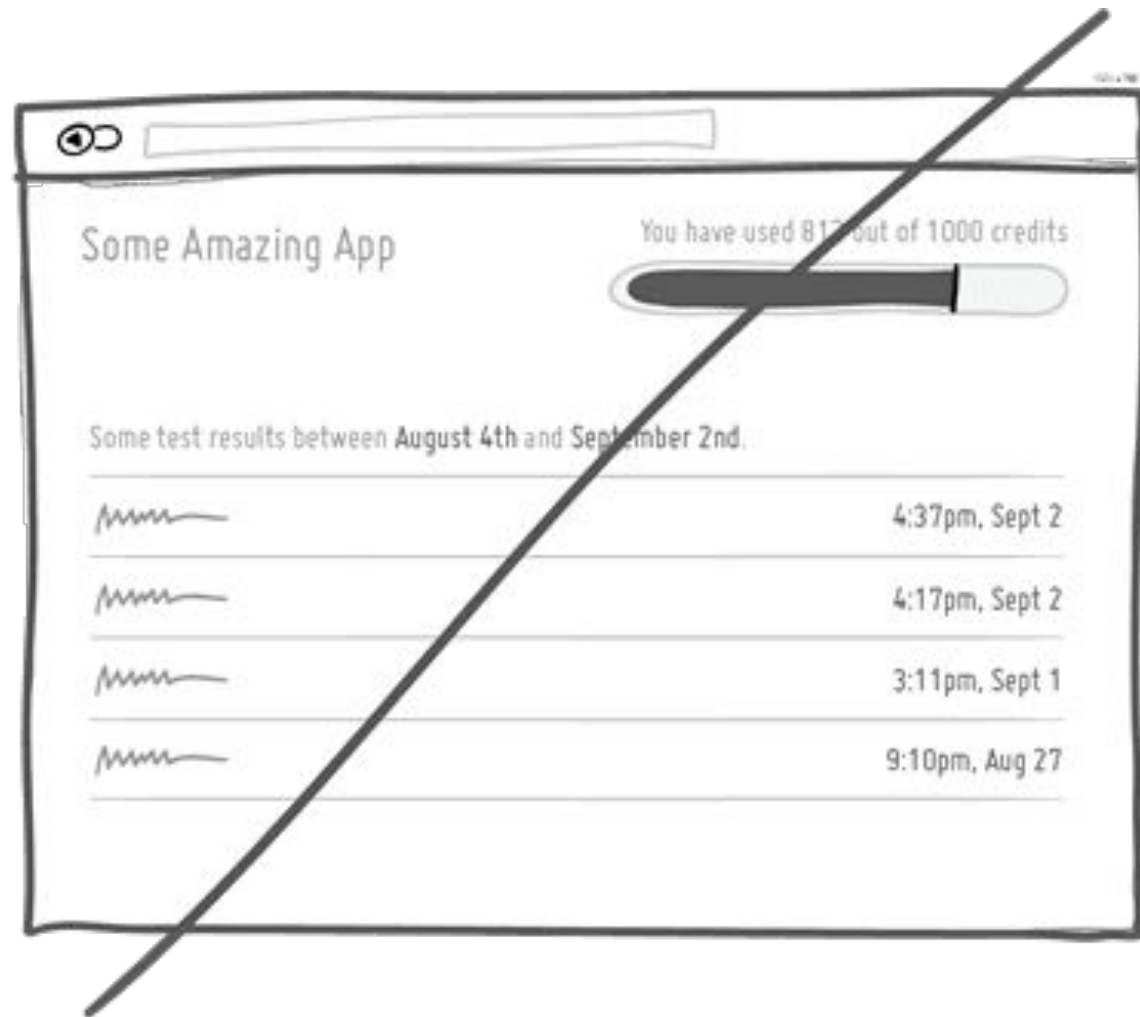 Some Amazing App
You have used out of 1000 credits
Some test results between August 4th and September 2nd.
4:37pm, Sept 2
4:17pm, Sept 2
3:11pm, Sept 1
9:10pm, Aug 27